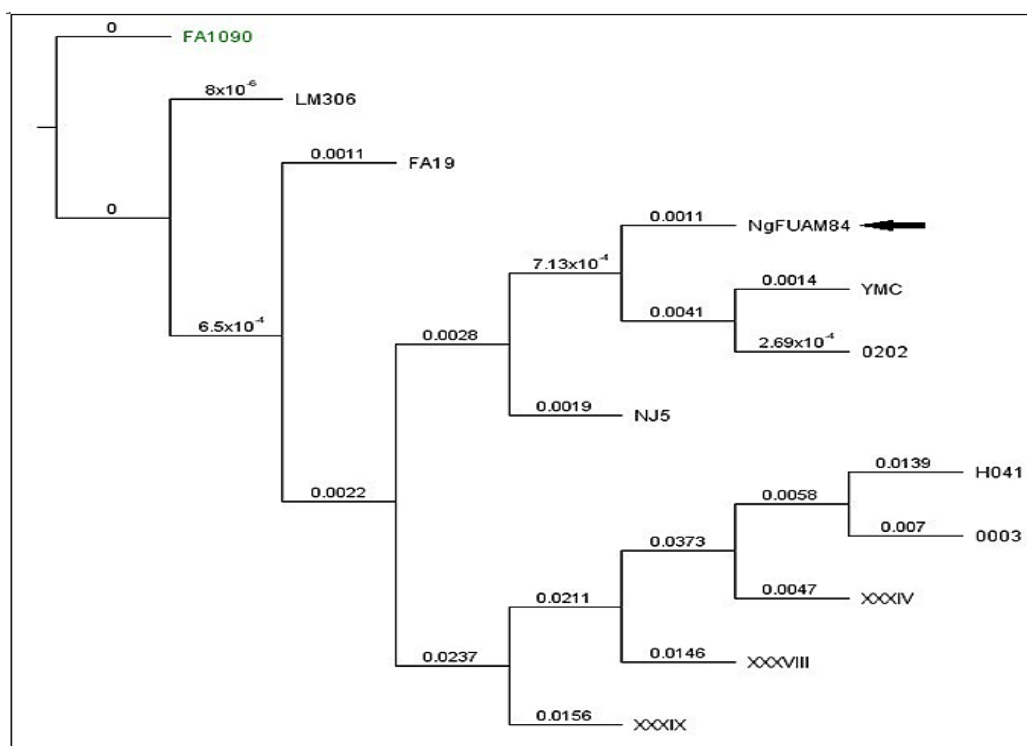 0 FA1090
8x10⁻⁶ LM306
0.0011 FA19
0
0.0011 NgFUAM84
7.13x10⁻⁴
0.0014 YMC
0.0041
6.5x10⁻⁴
0.0028
2.69x10⁻⁴ 0202
0.0019 NJ5
0.0139 H041
0.0022
0.0058
0.007 0003
0.0373
0.0047 XXXIV
0.0211
0.0237
0.0146 XXXVIII
0.0156 XXXIX